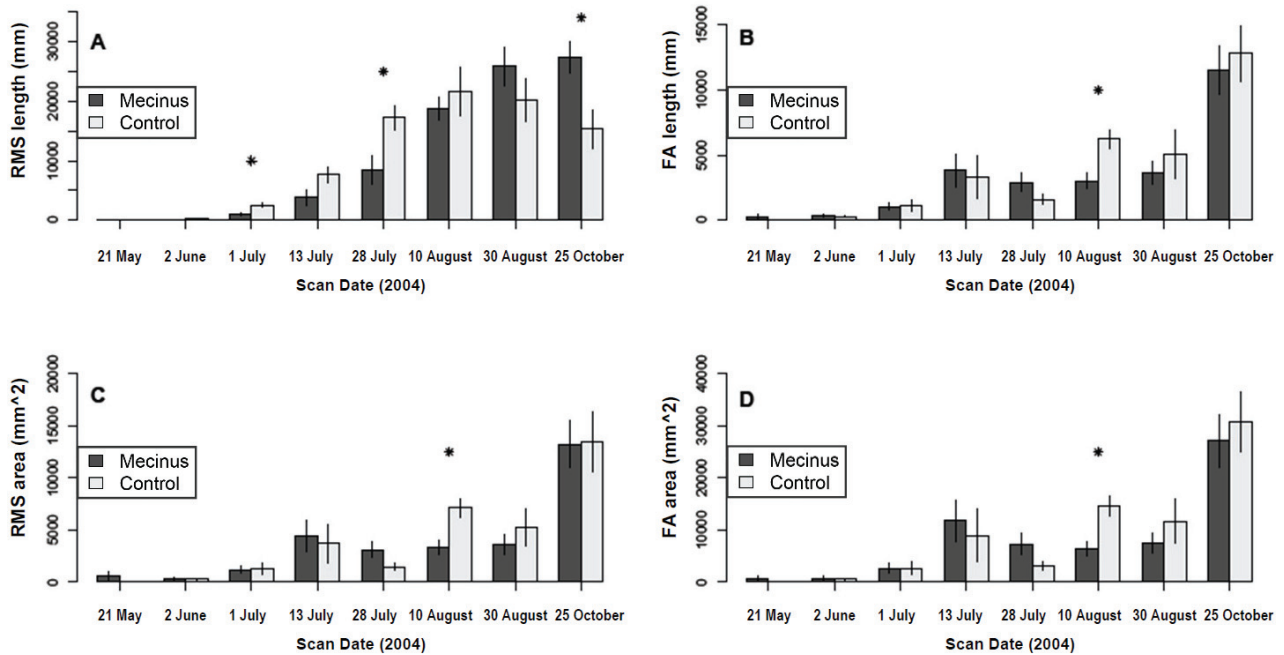 A
RMS length (mm)
30000
20000
10000
0
Mecinus
Control
*
*
*
21 May 2 June 1 July 13 July 28 July 10 August 30 August 25 October
Scan Date (2004)
B
FA length (mm)
15000
10000
5000
0
Mecinus
Control
*
21 May 2 June 1 July 13 July 28 July 10 August 30 August 25 October
Scan Date (2004)
C
RMS area (mm^2)
20000
15000
10000
5000
0
Mecinus
Control
*
21 May 2 June 1 July 13 July 28 July 10 August 30 August 25 October
Scan Date (2004)
D
FA area (mm^2)
40000
30000
20000
10000
0
Mecinus
Control
*
21 May 2 June 1 July 13 July 28 July 10 August 30 August 25 October
Scan Date (2004)